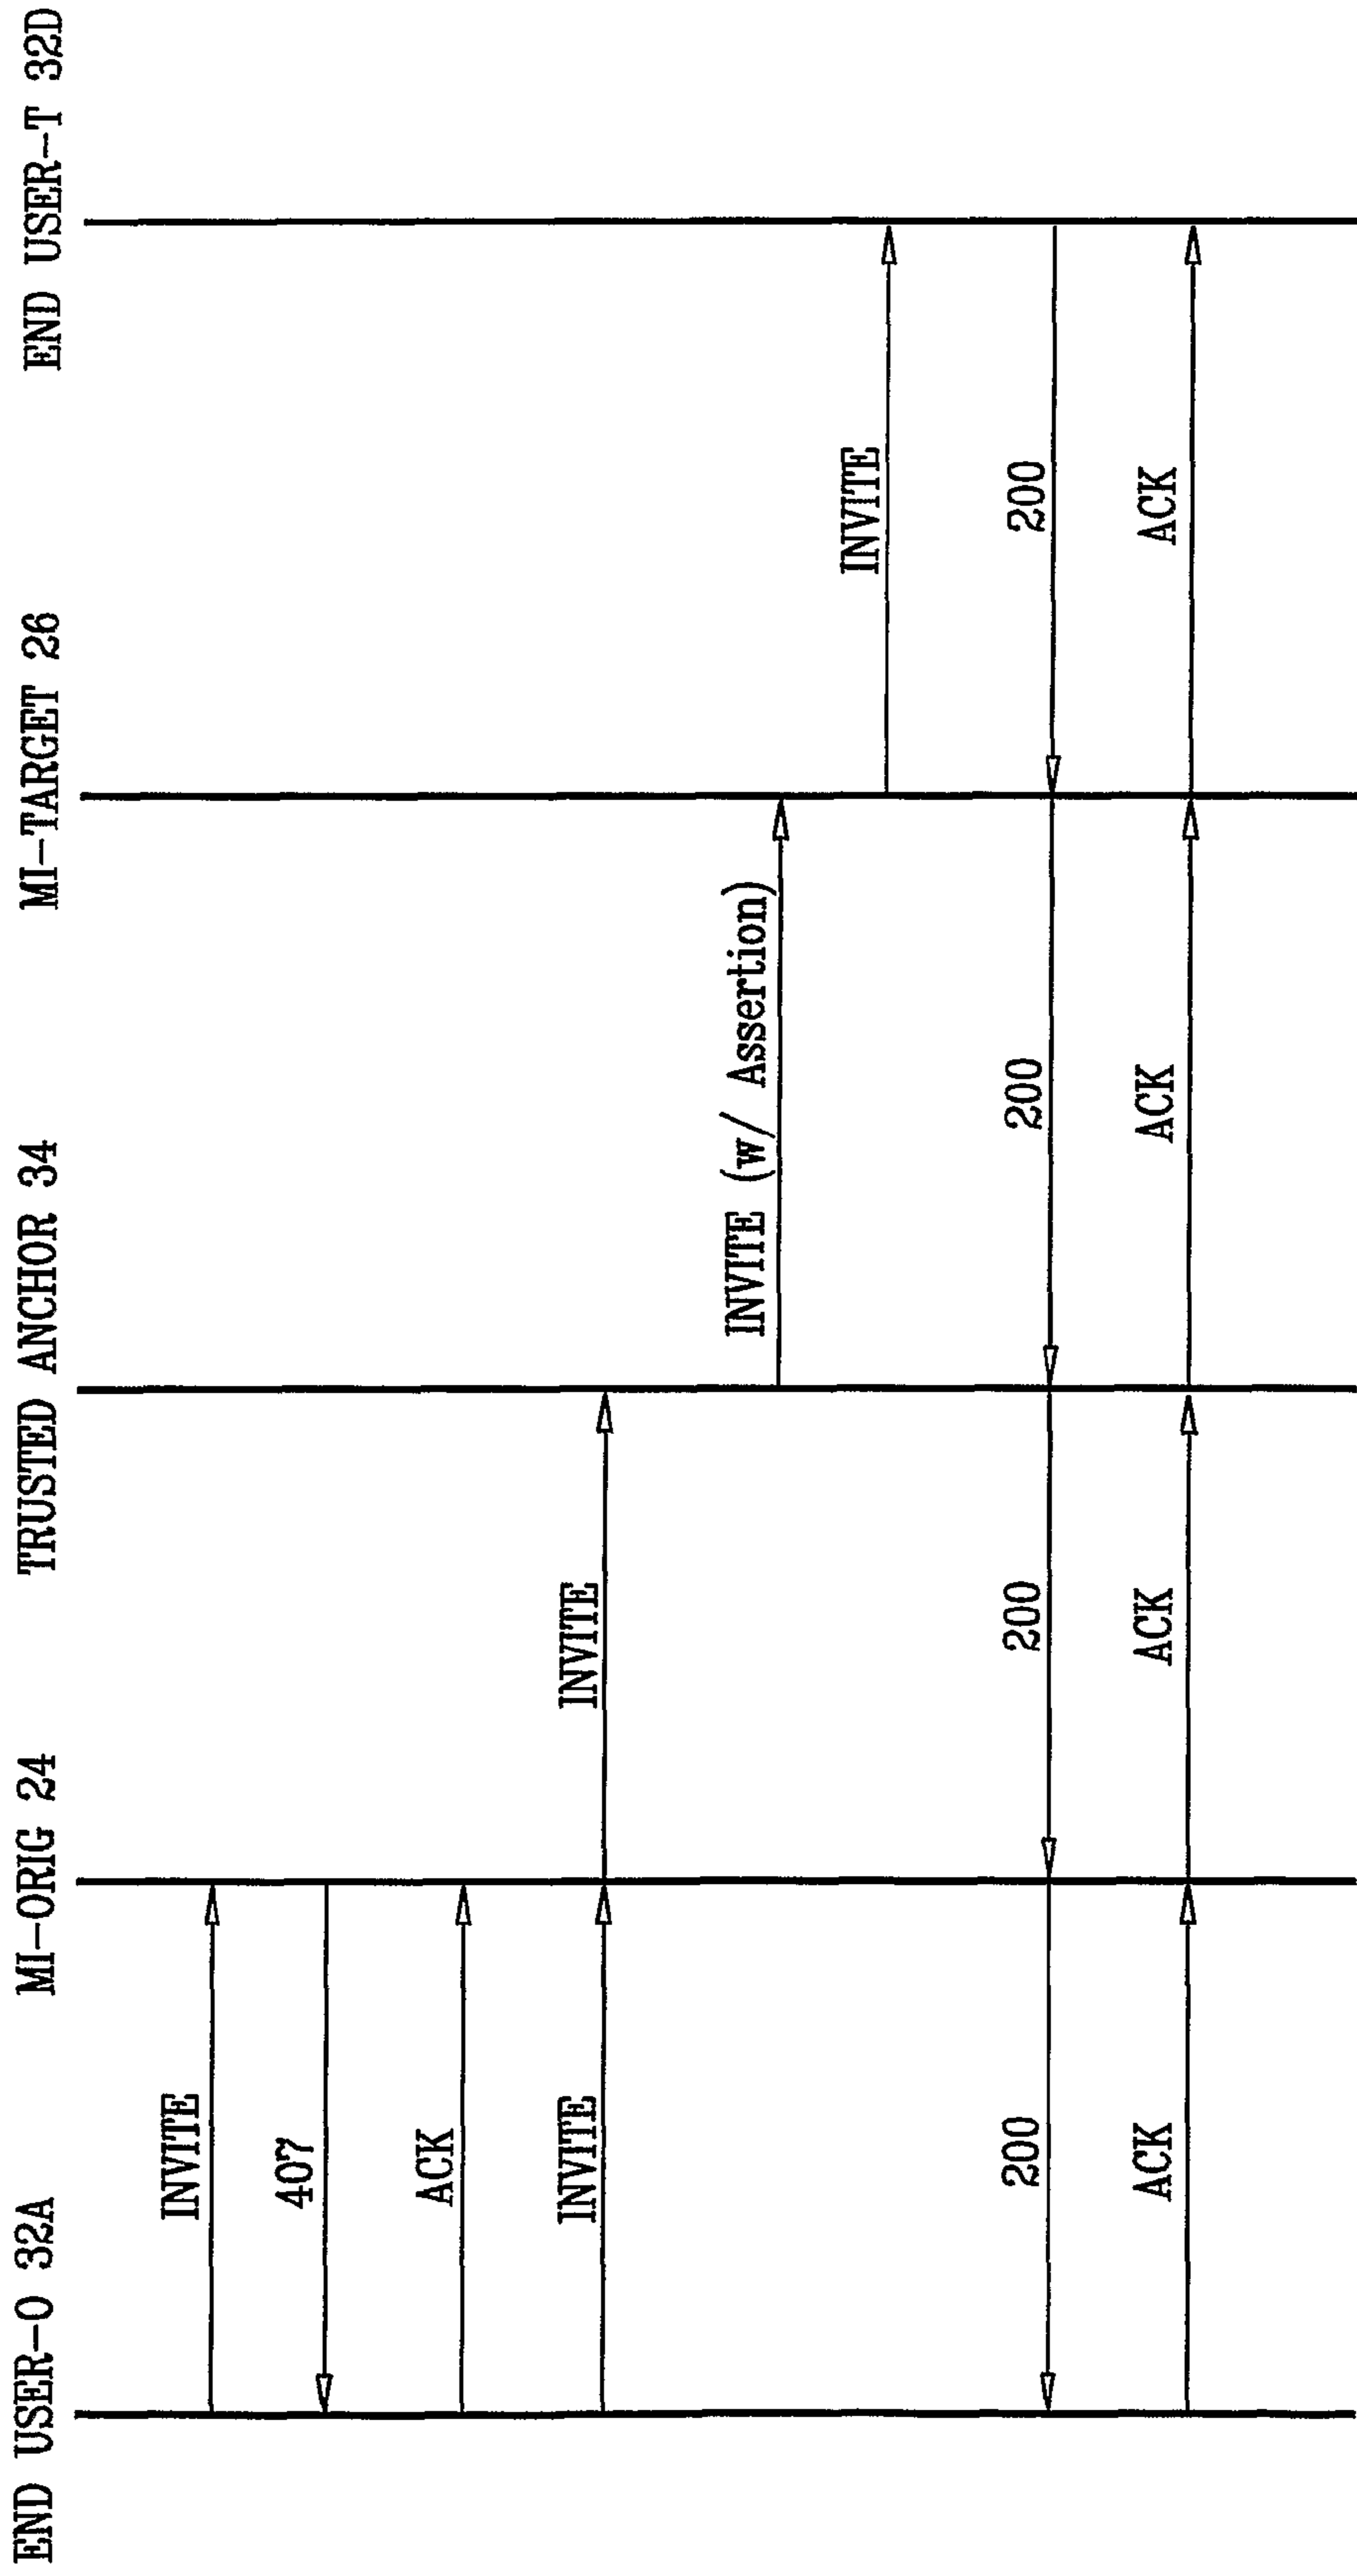 END USER-O 32A
MI-ORIG 24
TRUSTED ANCHOR 34
MI-TARGET 26
END USER-T 32D
INVITE
407
ACK
INVITE
INVITE
INVITE (w/ Assertion)
INVITE
200
200
200
200
ACK
ACK
ACK
ACK